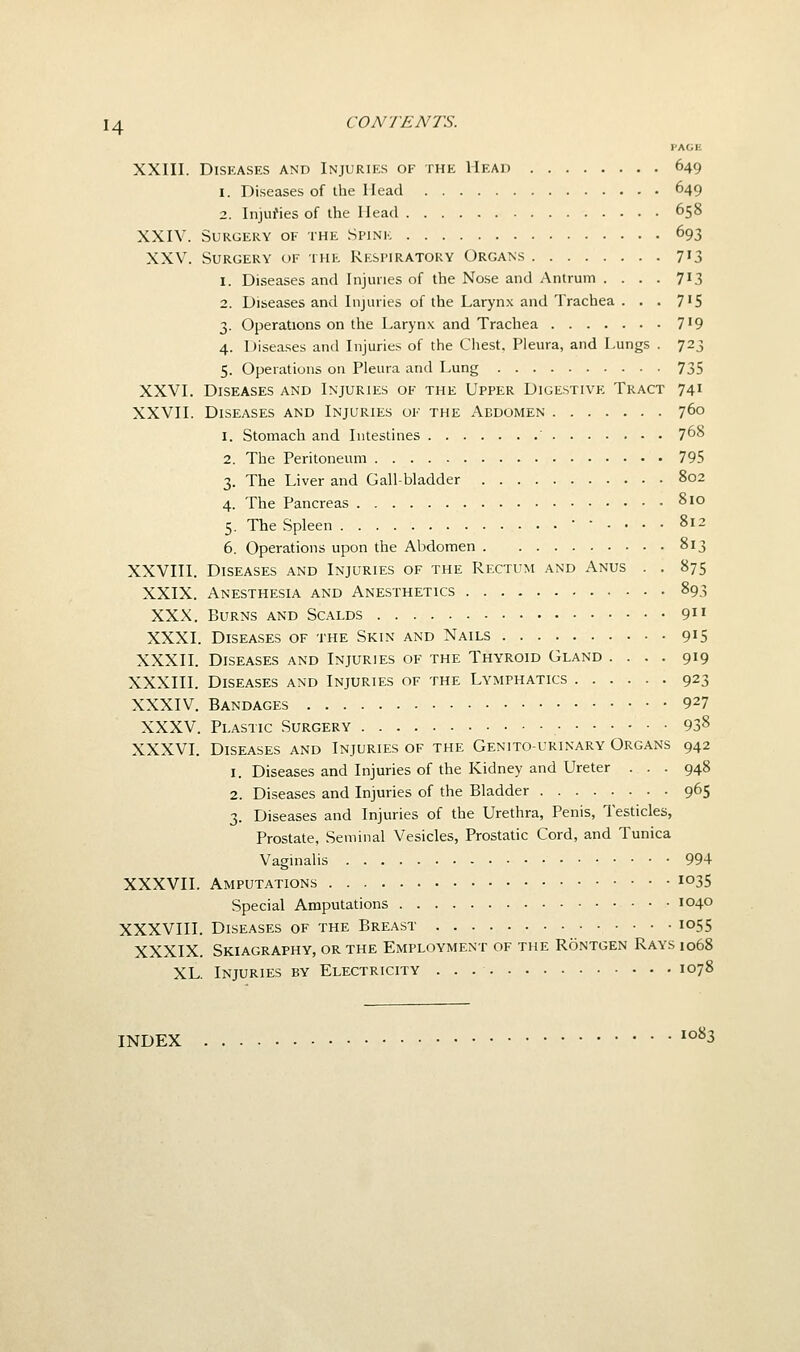 14 CONTENTS.
PAGE
XXIII. Diseases and Injuries of the Head . . . . . . . . 649
1. Diseases of the Head . . . . . . . . . . . . . . 649
2. Injuries of the Head . . . . . . . . . . . . . . . 658
XXIV. Surgery of the Spine . . . . . . . . . . . . . . . 693
XXV. Surgery of the Respiratory Organs . . . . . . . . 713
1. Diseases and Injuries of the Nose and Antrum . . . . 713
2. Diseases and Injuries of the Larynx and Trachea . . . 715
3. Operations on the Larynx and Trachea . . . . . . . 719
4. Diseases and Injuries of the Chest, Pleura, and Lungs . 723
5. Operations on Pleura and Lung . . . . . . . . . . 735
XXVI. Diseases and Injuries of the Upper Digestive Tract 741
XXVII. Diseases and Injuries of the Abdomen . . . . . . . 760
1. Stomach and Intestines . . . . . . . . . . . . . . 768
2. The Peritoneum . . . . . . . . . . . . . . . . . 795
3. The Liver and Gall-bladder . . . . . . . . . . . 802
4. The Pancreas . . . . . . . . . . . . . . . . . . 810
5. The Spleen . . . . . . . . . . . . . . . . . . . 812
6. Operations upon the Abdomen . . . . . . . . . . 813
XXVIII. Diseases and Injuries of the Rectum and Anus . . 875
XXIX. Anesthesia and Anesthetics . . . . . . . . . . . . 893
XXX. Burns and Scalds . . . . . . . . . . . . . . . . . 911
XXXI. Diseases of the Skin and Nails . . . . . . . . . . 915
XXXII. Diseases and Injuries of the Thyroid Gland . . . . 919
XXXIII. Diseases and Injuries of the Lymphatics . . . . . . 923
XXXIV. Bandages . . . . . . . . . . . . . . . . . . . . . 927
XXXV. Plastic Surgery . . . . . . . . . . . . . . . . . . 938
XXXVI. Diseases and Injuries of the Genito-urinary Organs 942
1. Diseases and Injuries of the Kidney and Ureter . . . 948
2. Diseases and Injuries of the Bladder . . . . . . . . 965
3. Diseases and Injuries of the Urethra, Penis, Testicles,
Prostate, Seminal Vesicles, Prostatic Cord, and Tunica
Vaginalis . . . . . . . . . . . . . . . . . . . 994
XXXVII. Amputations . . . . . . . . . . . . . . . . . . . . 1035
Special Amputations . . . . . . . . . . . . . . . . 1040
XXXVIII. Diseases of the Breast . . . . . . . . . . . . . . 1055
XXXIX. Skiagraphy, or the Employment of the Röntgen Rays 1068
XL. Injuries by Electricity . . . . . . . . . . . . . . 1078
INDEX . . . . . . . . . . . . . . . . . . . . . . . . . . . 1083